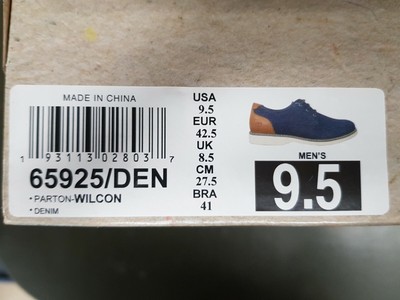 MADE IN CHINA
1 93113 02803 7
65925/DEN
• PARTON-WILCON
• DENIM
USA
9.5
EUR
42.5
UK
8.5
CM
27.5
BRA
41
MEN'S
9.5